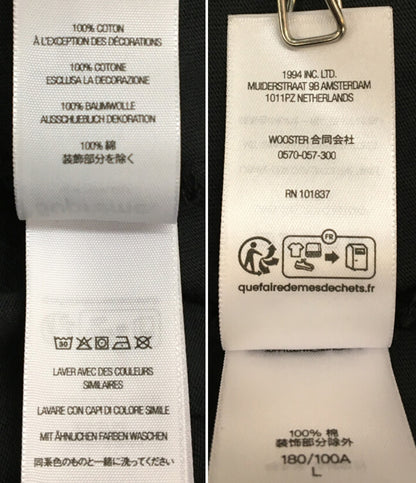 100% COTON
À L'EXCEPTION DES DÉCORATIONS
100% COTONE
ESCLUSA LA DECORAZIONE
100% BAUMWOLLE
AUSSCHLIEßLICH DEKORATION
100% 綿
装飾部分を除く
30
LAVER AVEC DES COULEURS
SIMILAIRES
LAVARE CON CAPI DI COLORE SIMILE
MIT ÄHNLICHEN FARBEN WASCHEN
同系色のものと一緒に洗ってください
1994 INC. LTD.
MUIDERSTRAAT 9B AMSTERDAM
1011PZ NETHERLANDS
WOOSTER 合同会社
0570-057-300
RN 101837
FR
quefairedemesdechets.fr
100% 棉
装饰部分除外
180/100A
L